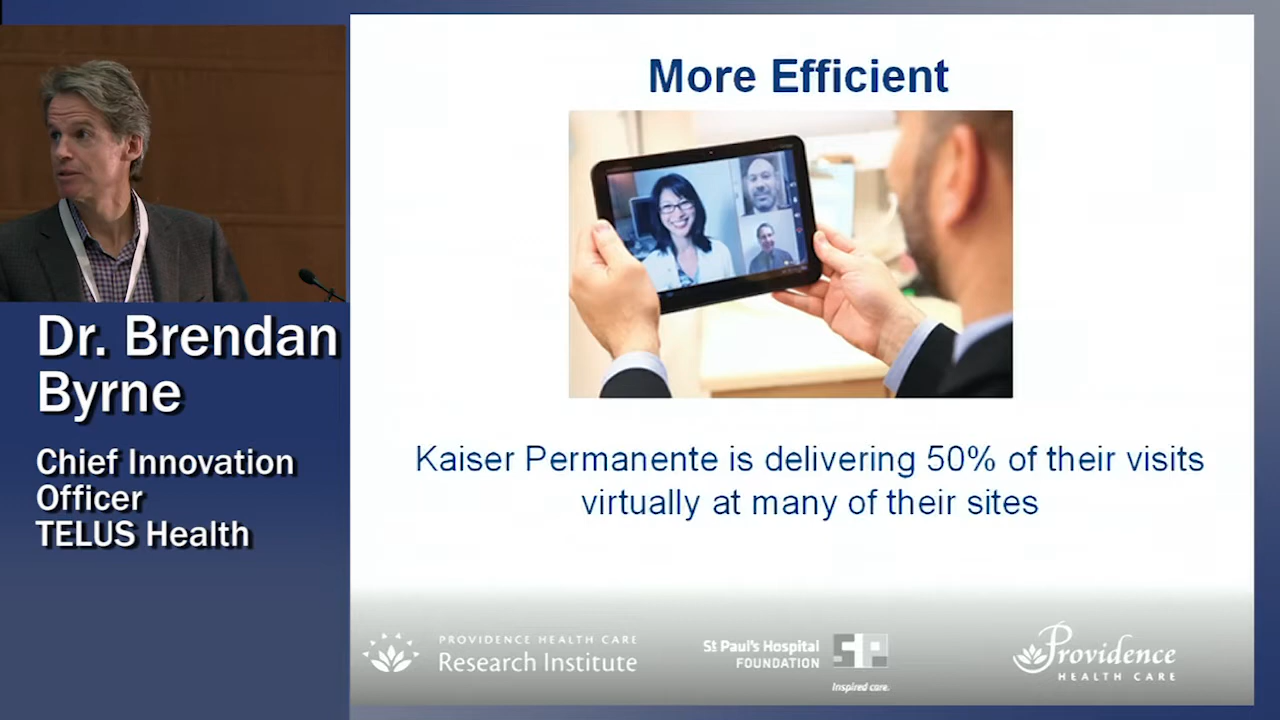 More Efficient
Dr. Brendan
Byrne
Chief Innovation
Officer
TELUS Health
Kaiser Permanente is delivering 50% of their visits
virtually at many of their sites
PROVIDENCE HEALTH CARE
Research Institute
St Paul's Hospital
FOUNDATION
SP
Inspired care.
Providence
HEALTH CARE